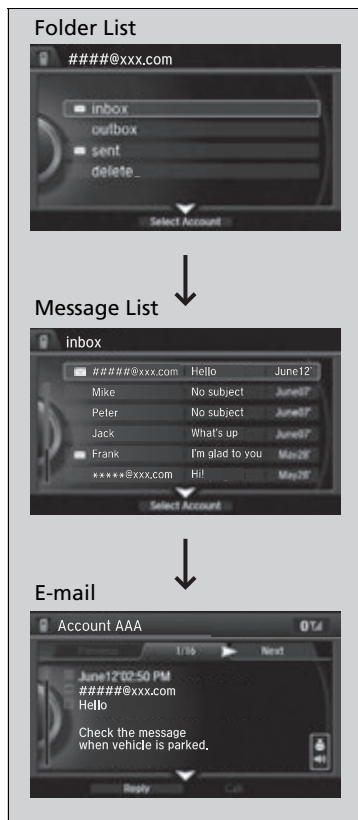 Folder List
####@xxx.com
inbox
outbox
sent
delete_
Select Account
Message List
inbox
#####@xxx.com Hello June12'
Mike No subject June07'
Peter No subject June07'
Jack What's up June07'
Frank I'm glad to you May28'
*****@xxx.com Hi! May26'
Select Account
E-mail
Account AAA
Previous 1/16 Next
June12'02:50 PM
#####@xxx.com
Hello
Check the message
when vehicle is parked.
Reply Call